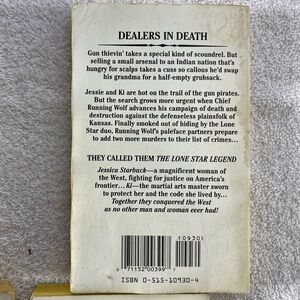 DEALERS IN DEATH
Gun thievin' takes a special kind of scoundrel. But
selling a small arsenal to an Indian nation that's
hungry for scalps takes a cuss so callous he'd swap
his grandma for a half-empty grubsack.
Jessie and Ki are hot on the trail of the gun pirates.
But the search grows more urgent when Chief
Running Wolf advances his campaign of death and
destruction against the defenseless plainsfolk of
Kansas. Finally smoked out of hiding by the Lone
Star duo, Running Wolf's paleface partners prepare
to add two more murders to their list of crimes...
THEY CALLED THEM THE LONE STAR LEGEND
Jessica Starbuck—a magnificent woman of
the West, fighting for justice on America's
frontier...Ki—the martial arts master sworn
to protect her and the code she lived by...
Together they conquered the West
as no other man and woman ever had!
10930
0 71152 00399 7
ISBN 0-515-10930-4